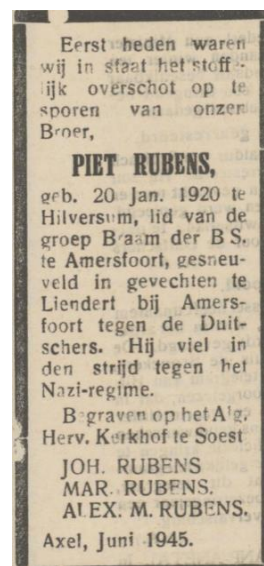 Eerst heden waren
wij in staat het stoff-
lijk overschot op te
sporen van onzen
Broer,
PIET RUBENS,
geb. 20 Jan. 1920 te
Hilversum, lid van de
groep Braam der B S.
te Amersfoort, gesneu-
veld in gevechten te
Liendert bij Amers-
foort tegen de Duit-
schers. Hij viel in
den strijd tegen het
Nazi-regime.
Begraven op het Alg.
Herv. Kerkhof te Soest
JOH. RUBENS
MAR. RUBENS.
ALEX. M. RUBENS.
Axel, Juni 1945.